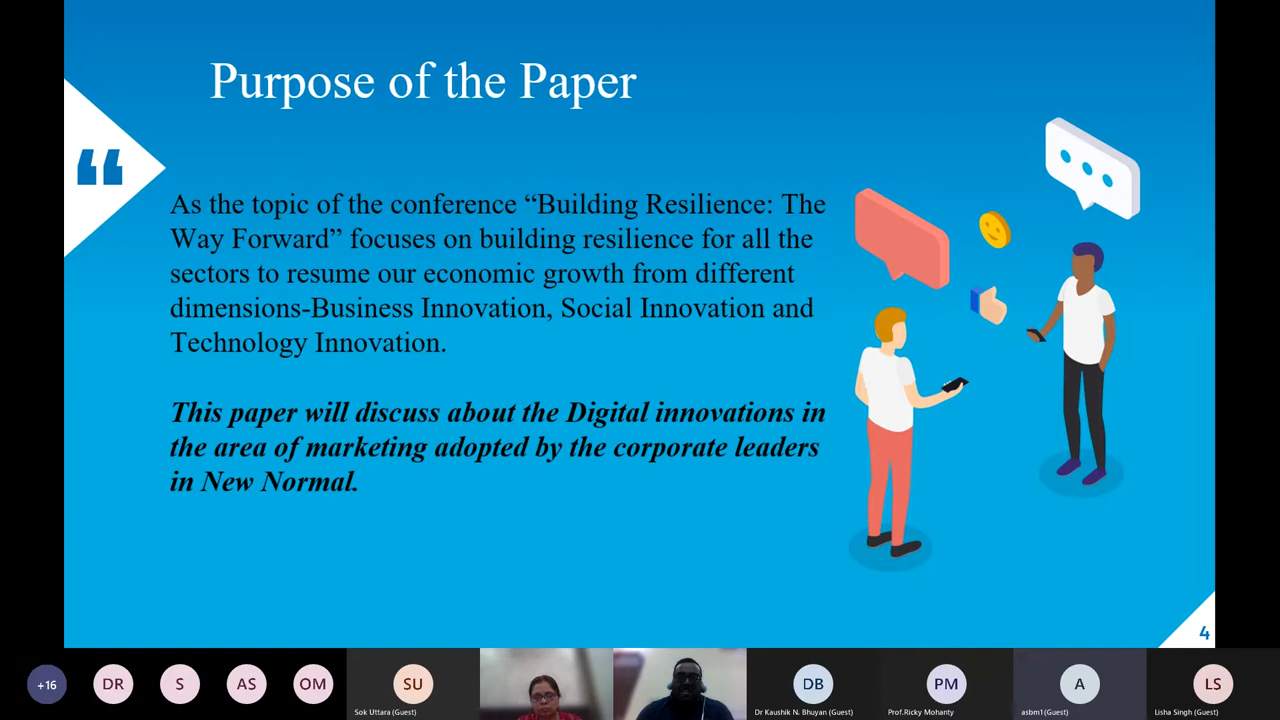 Purpose of the Paper
“
As the topic of the conference “Building Resilience: The
Way Forward” focuses on building resilience for all the
sectors to resume our economic growth from different
dimensions-Business Innovation, Social Innovation and
Technology Innovation.
This paper will discuss about the Digital innovations in
the area of marketing adopted by the corporate leaders
in New Normal.
4
+16
DR
S
AS
OM
SU
DB
PM
A
LS
Sok Uttara (Guest)
Dr Kaushik N. Bhuyan (Guest)
Prof.Ricky Mohanty
asbm1(Guest)
Lisha Singh (Guest)